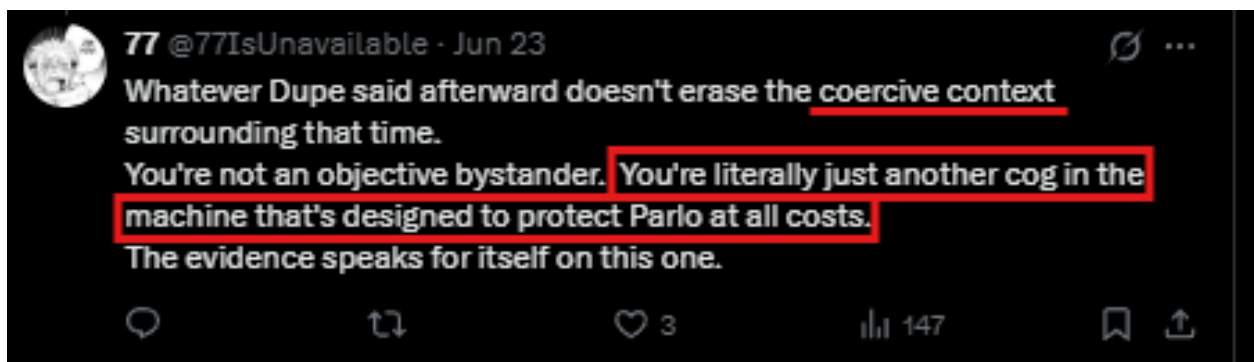 77 @77IsUnavailable · Jun 23
Whatever Dupe said afterward doesn't erase the coercive context
surrounding that time.
You're not an objective bystander. You're literally just another cog in the
machine that's designed to protect Parlo at all costs.
The evidence speaks for itself on this one.
3 147